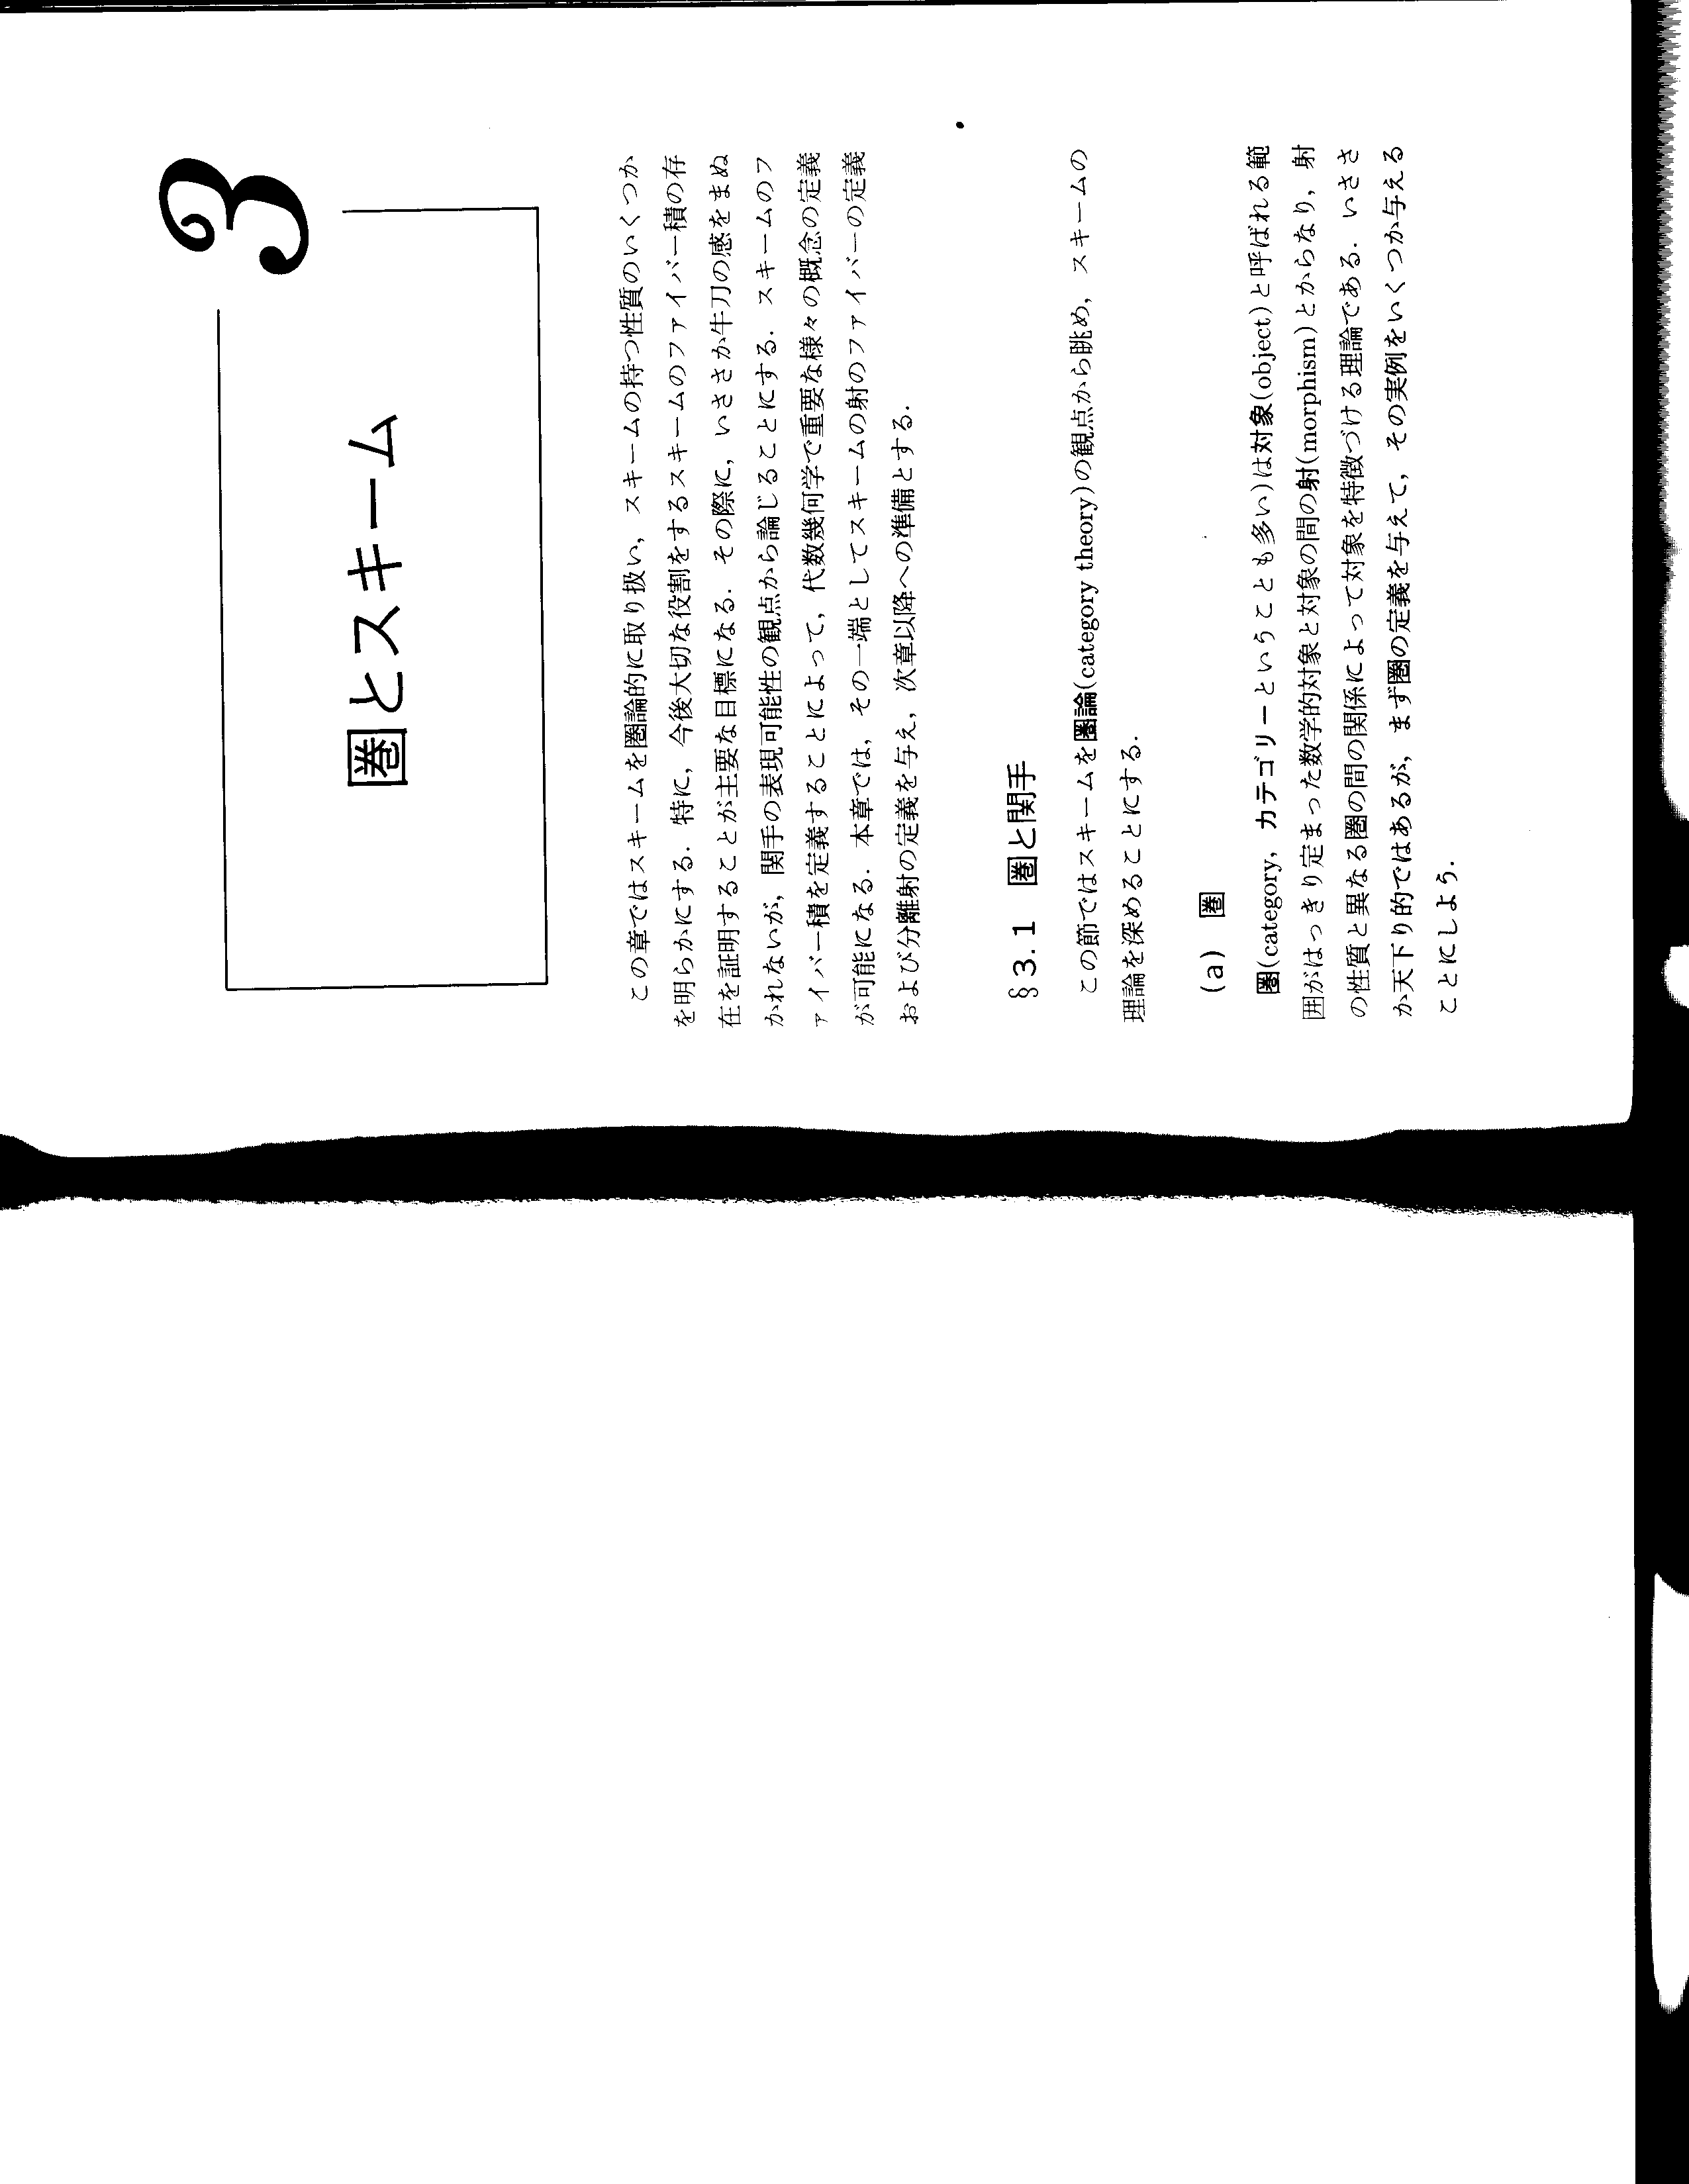 3
圏とスキーム
この章ではスキームを圏論的に取り扱い，スキームの持つ性質のいくつか
を明らかにする．特に，今後大切な役割をするスキームのファイバー積の存
在を証明することが主要な目標になる．その際に，いささか牛刀の感をまぬ
かれないが，関手の表現可能性の観点から論じることにする．スキームのフ
ァイバー積を定義することによって，代数幾何学で重要な様々の概念の定義
が可能になる．本章では，その一端としてスキームの射のファイバーの定義
および分離射の定義を与え，次章以降への準備とする．
§3.1 圏と関手
この節ではスキームを圏論(category theory)の観点から眺め，スキームの
理論を深めることにする．
(a) 圏
圏(category，カテゴリーということも多い)は対象(object)と呼ばれる範
囲がはっきり定まった数学的対象と対象の間の射(morphism)とからなり，射
の性質と異なる圏の間の関係によって対象を特徴づける理論である．いささ
か天下り的ではあるが，まず圏の定義を与えて，その実例をいくつか与える
ことにしよう．